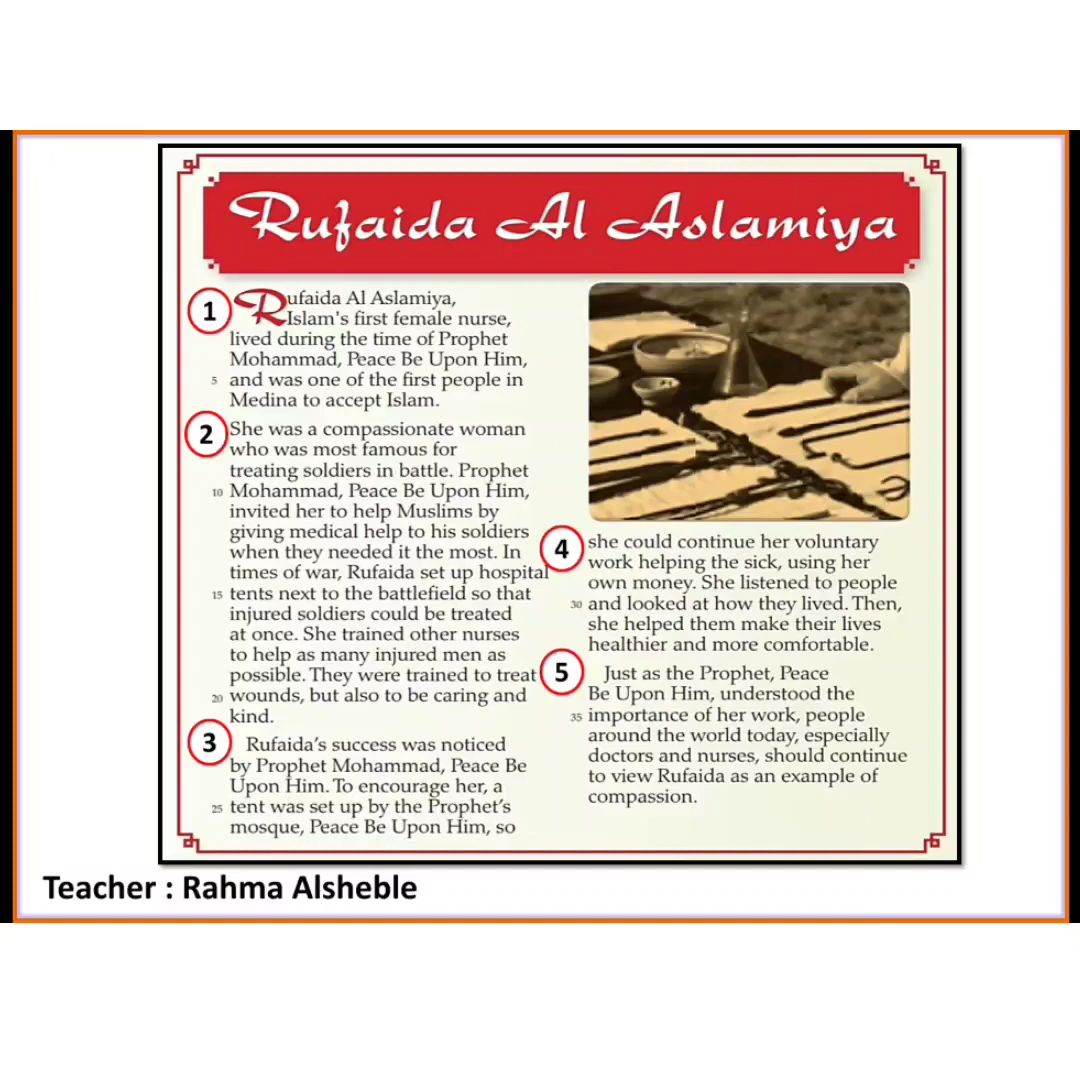 Rufaida Al Aslamiya
1
Rufaida Al Aslamiya,
Islam's first female nurse,
lived during the time of Prophet
Mohammad, Peace Be Upon Him,
5 and was one of the first people in
Medina to accept Islam.
2
She was a compassionate woman
who was most famous for
treating soldiers in battle. Prophet
10 Mohammad, Peace Be Upon Him,
invited her to help Muslims by
giving medical help to his soldiers
when they needed it the most. In
times of war, Rufaida set up hospital
15 tents next to the battlefield so that
injured soldiers could be treated
at once. She trained other nurses
to help as many injured men as
possible. They were trained to treat
20 wounds, but also to be caring and
kind.
3
Rufaida's success was noticed
by Prophet Mohammad, Peace Be
Upon Him. To encourage her, a
25 tent was set up by the Prophet's
mosque, Peace Be Upon Him, so
4
she could continue her voluntary
work helping the sick, using her
own money. She listened to people
30 and looked at how they lived. Then,
she helped them make their lives
healthier and more comfortable.
5
Just as the Prophet, Peace
Be Upon Him, understood the
35 importance of her work, people
around the world today, especially
doctors and nurses, should continue
to view Rufaida as an example of
compassion.
Teacher : Rahma Alsheble